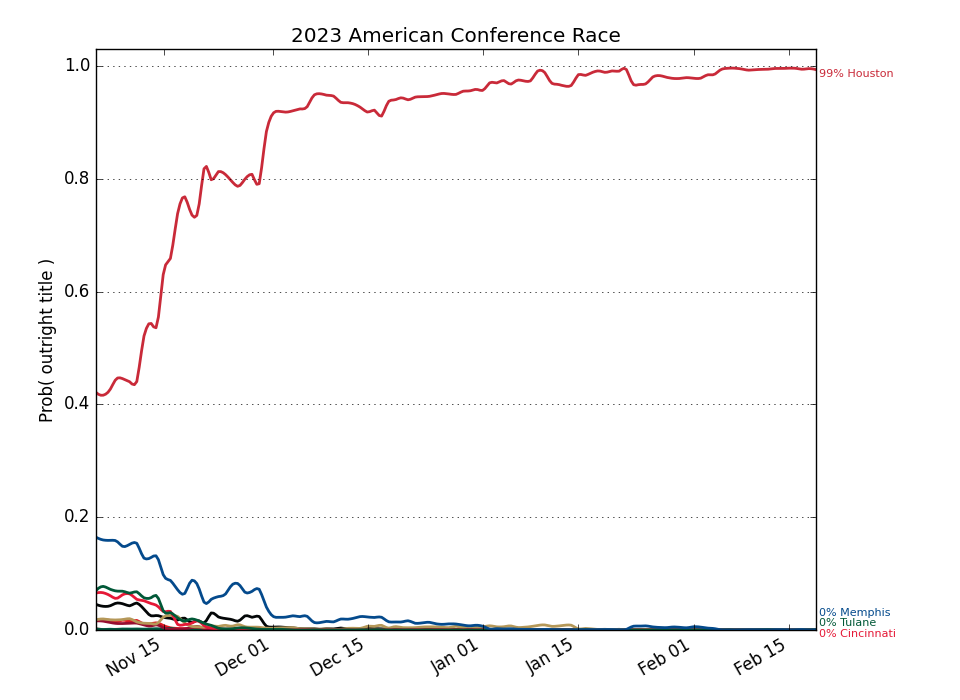 2023 American Conference Race
Prob( outright title )
1.0
0.8
0.6
0.4
0.2
0.0
99% Houston
0% Memphis
0% Tulane
0% Cincinnati
Nov 15
Dec 01
Dec 15
Jan 01
Jan 15
Feb 01
Feb 15